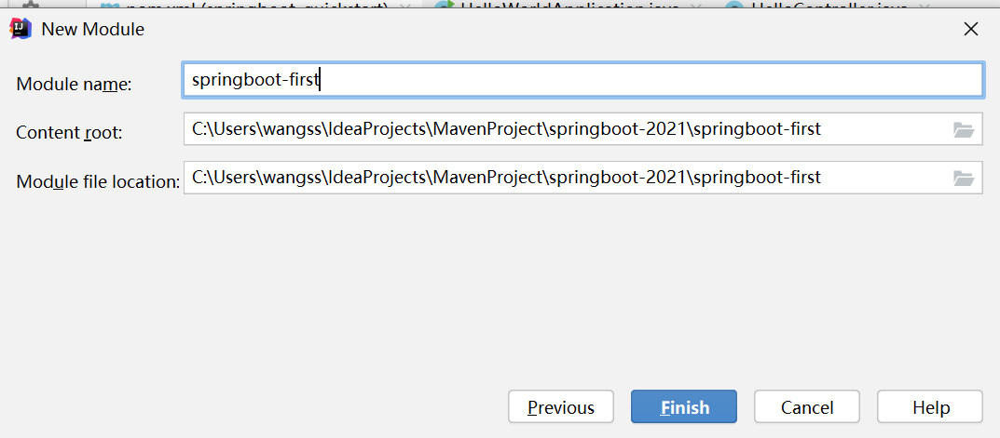 New Module
Module name: springboot-first
Content root: C:\Users\wangss\IdeaProjects\MavenProject\springboot-2021\springboot-first
Module file location: C:\Users\wangss\IdeaProjects\MavenProject\springboot-2021\springboot-first
Previous Finish Cancel Help